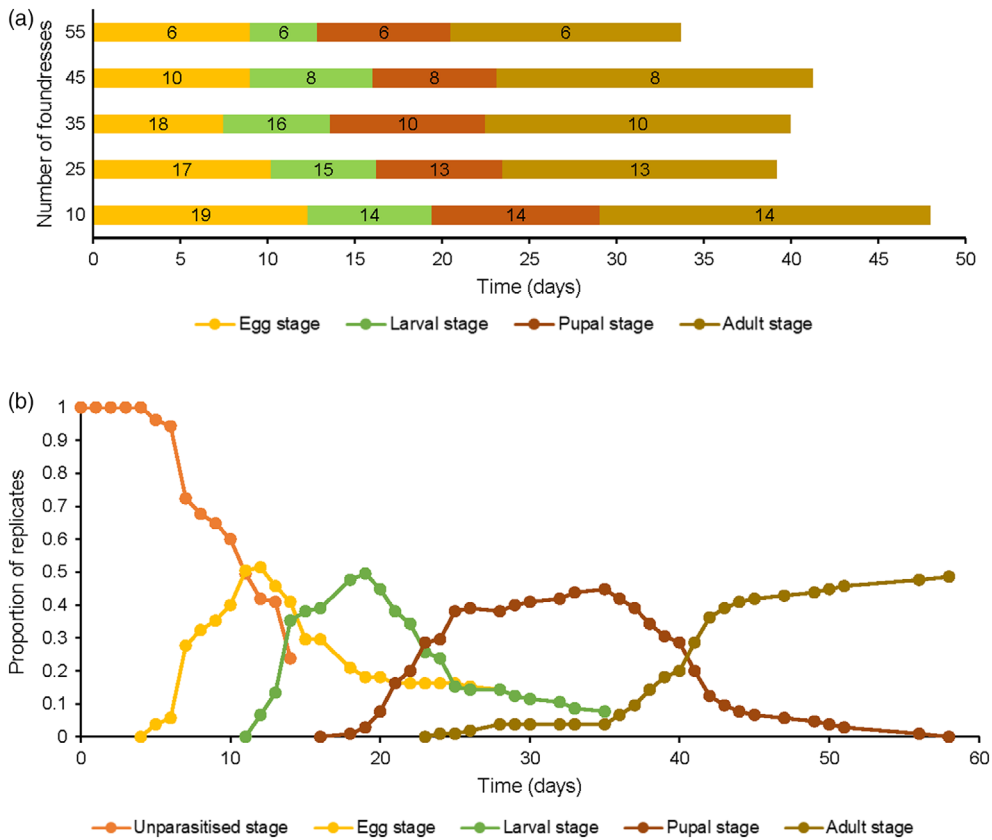 (a)
Number of foundresses
55 6 6 6 6
45 10 8 8 8
35 18 16 10 10
25 17 15 13 13
10 19 14 14 14
0 5 10 15 20 25 30 35 40 45 50
Time (days)
Egg stage Larval stage Pupal stage Adult stage
(b)
Proportion of replicates
1
0.9
0.8
0.7
0.6
0.5
0.4
0.3
0.2
0.1
0
0 10 20 30 40 50 60
Time (days)
Unparasitised stage Egg stage Larval stage Pupal stage Adult stage